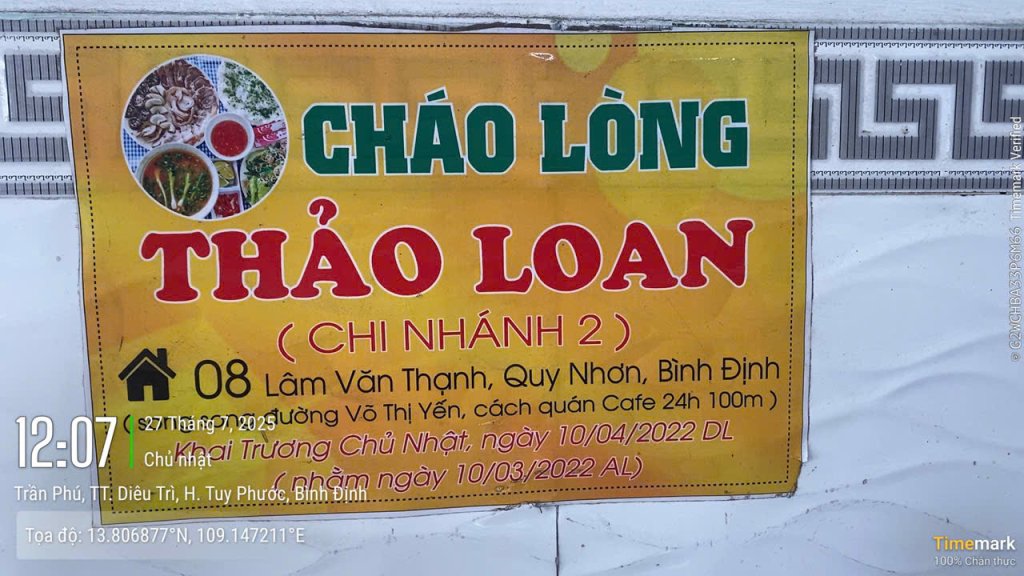 CHÁO LÒNG
THẢO LOAN
( CHI NHÁNH 2 )
08 Lâm Văn Thạnh, Quy Nhơn, Bình Định
( song song đường Võ Thị Yến, cách quán Cafe 24h 100m )
Khai Trương Chủ Nhật, ngày 10/04/2022 DL
( nhằm ngày 10/03/2022 AL)
12:07
27 Tháng 7, 2025
Chủ nhật
Trần Phú, TT. Diêu Trì, H. Tuy Phước, Bình Định
Tọa độ: 13.806877°N, 109.147211°E
Timemark
100% Chân thực
Timemark Verified